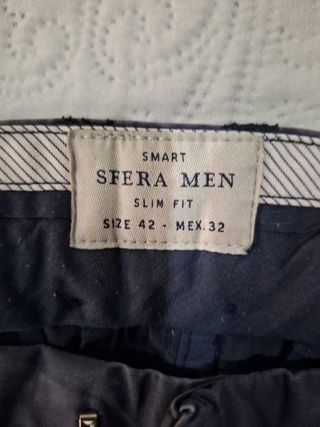 SMART
SFERA MEN
SLIM FIT
SIZE 42 - MEX.32